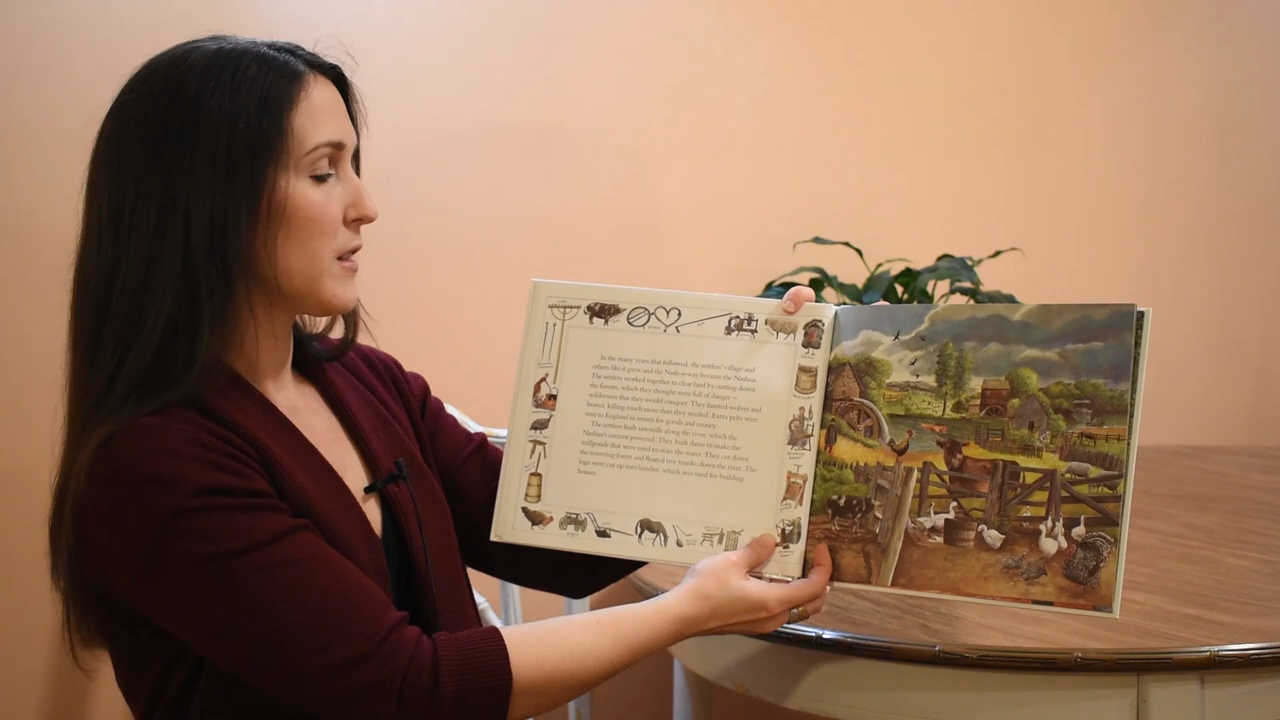 In the many years that followed, the settlers' village and
others like it grew and the Nash-a-way became the Nashua.
The settlers worked together to clear land by cutting down
the forests, which they thought were full of danger —
wilderness that they would conquer. They hunted wolves and
beaver, killing much more than they needed. Extra pelts were
sent to England in return for goods and money.
The settlers built sawmills along the river, which the
Nashua's current powered. They built dams to make the
millponds that were used to store the water. They cut down
the towering forest and floated tree trunks down the river. The
logs were cut up into lumber, which was used for building
houses.